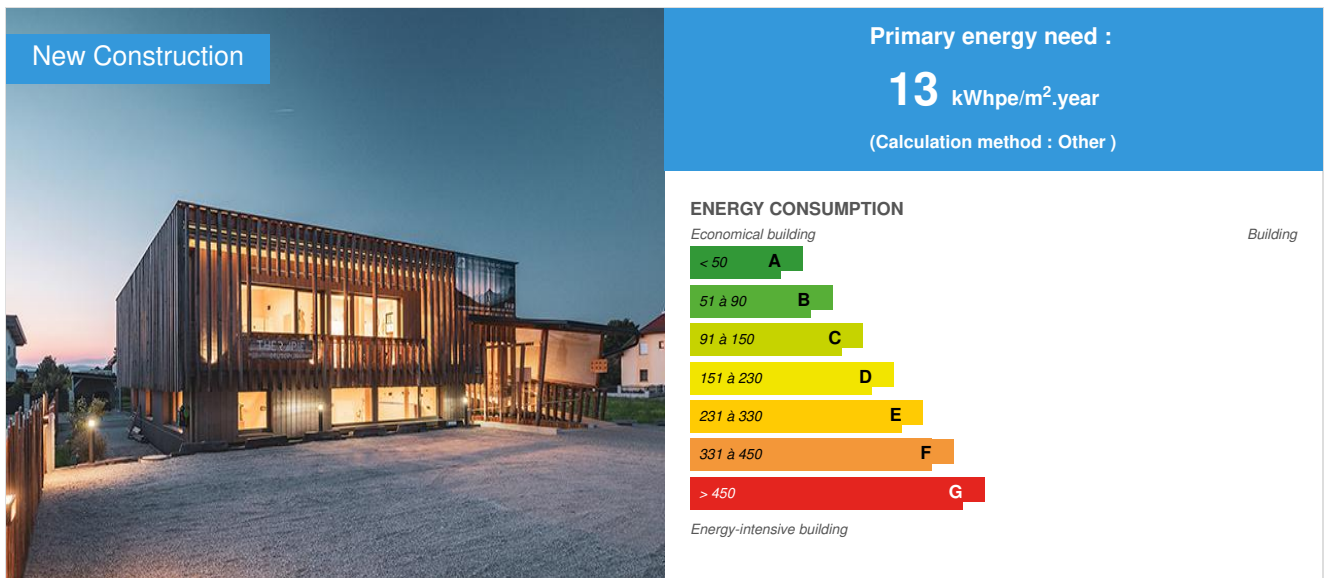 New Construction
THERAPIE
Primary energy need :
13 kWhpe/m².year
(Calculation method : Other )
ENERGY CONSUMPTION
Economical building
Building
< 50 A
51 à 90 B
91 à 150 C
151 à 230 D
231 à 330 E
331 à 450 F
> 450 G
Energy-intensive building